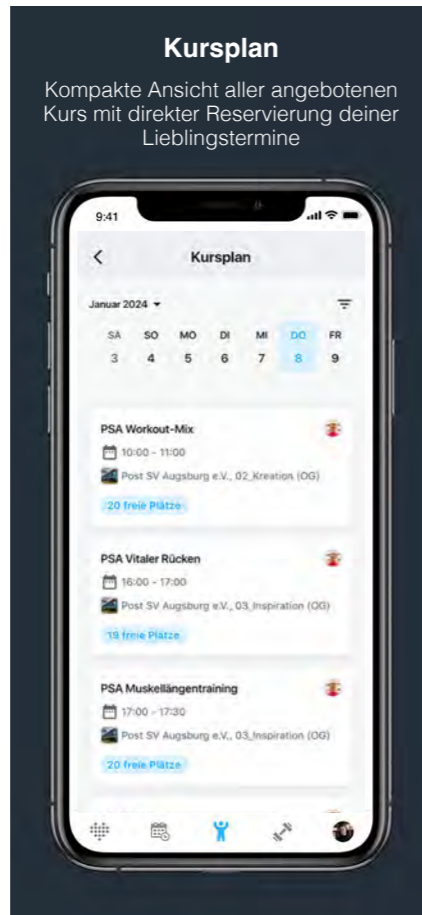 Kursplan
Kompakte Ansicht aller angebotenen
Kurs mit direkter Reservierung deiner
Lieblingstermine
9:41
Kursplan
Januar 2024
SA SO MO DI MI DO FR
3 4 5 6 7 8 9
PSA Workout-Mix
10:00 - 11:00
Post SV Augsburg e.V., 02_Kreation (OG)
20 freie Plätze
PSA Vitaler Rücken
16:00 - 17:00
Post SV Augsburg e.V., 03_Inspiration (OG)
19 freie Plätze
PSA Muskellängentraining
17:00 - 17:30
Post SV Augsburg e.V., 03_Inspiration (OG)
20 freie Plätze